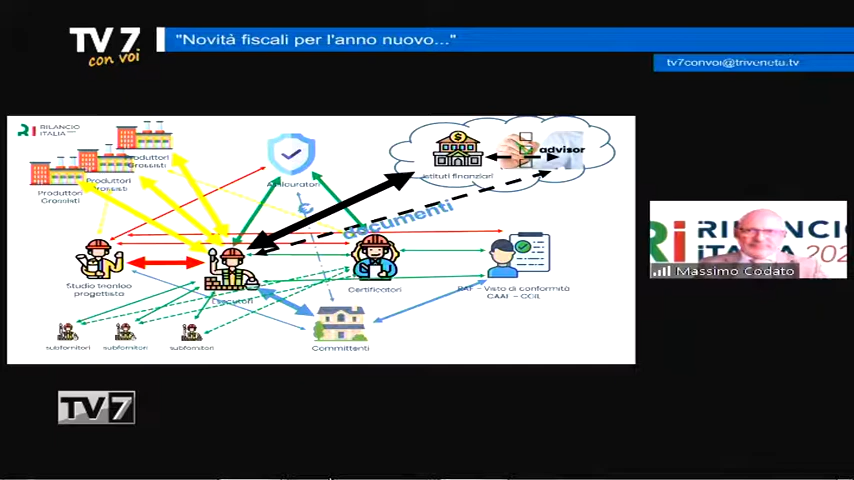 TV7
con voi
"Novità fiscali per l'anno nuovo..."
tv7convoi@triveneto.tv
RILANCIO
ITALIA
Produttori
Grossisti
Produttori
Grossisti
Produttori
Grossisti
Assicuratori
$
istituti finanziari
advisor
€
documenti
Studio tecnico
progettista
Esecutori
Certificatori
Visto di conformità
CAAF - CGIL
subfornitori
subfornitori
subfornitori
Committenti
RILANCIO
ITALIA 202
Massimo Codato
TV7